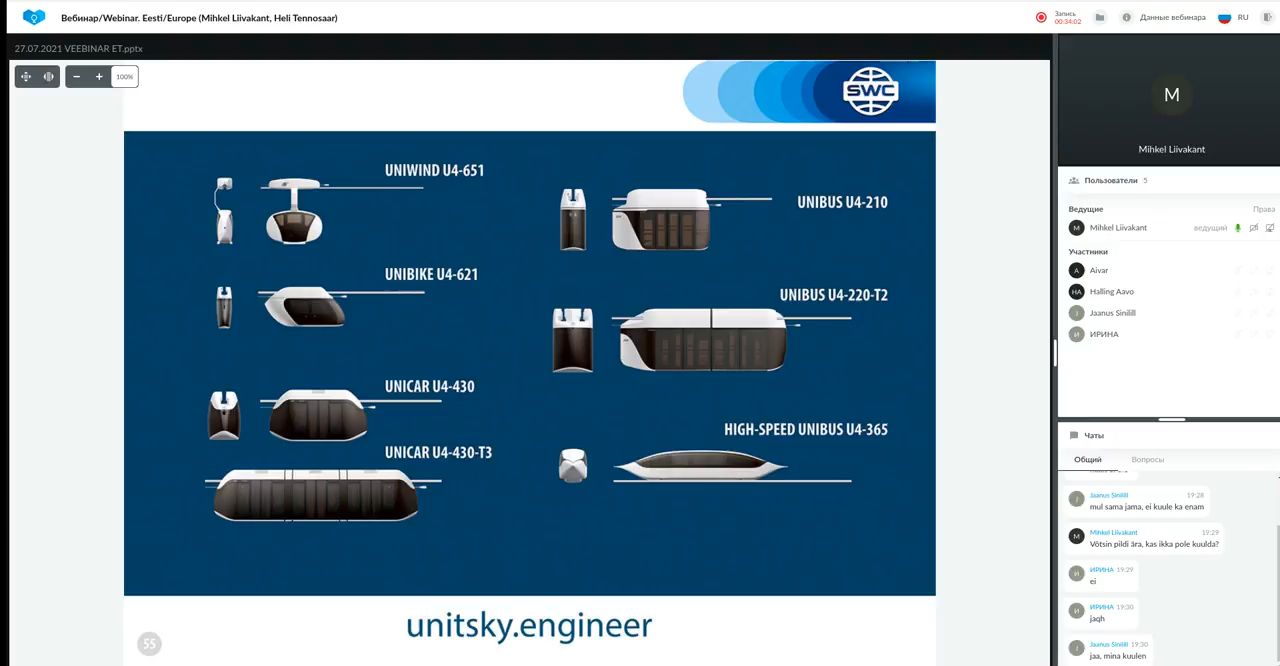 Вебинар/Webinar. Eesti/Europe (Mihkel Liivakant, Heli Tennosaar)
Запись
00:34:02
Данные вебинара
RU
27.07.2021 VEEBINAR ET.pptx
100%
SWC
UNIWIND U4-651
UNIBIKE U4-621
UNICAR U4-430
UNICAR U4-430-T3
UNIBUS U4-210
UNIBUS U4-220-T2
HIGH-SPEED UNIBUS U4-365
unitsky.engineer
55
M
Mihkel Liivakant
Пользователи 5
Ведущие Права
M Mihkel Liivakant ведущий
Участники
A Aivar
HA Halling Aavo
J Jaanus Sinilill
И ИРИНА
Чаты
Общий Вопросы
J Jaanus Sinilill 19:28
mul sama jama, ei kuule ka enam
M Mihkel Liivakant 19:29
Võtsin pildi ära, kas ikka pole kuulda?
И ИРИНА 19:29
ei
И ИРИНА 19:30
jaqh
J Jaanus Sinilill 19:30
jaa, mina kuulen